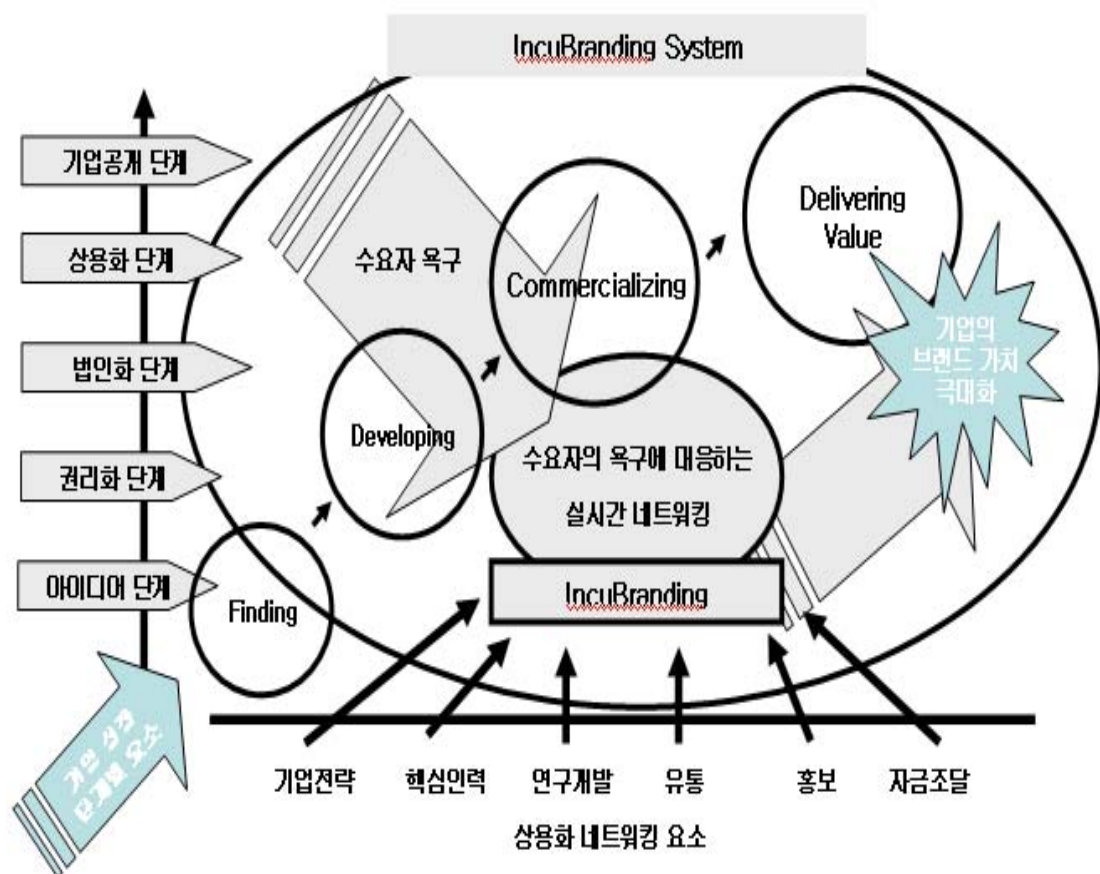 IncuBranding System
기업공개 단계
상용화 단계
법인화 단계
권리화 단계
아이디어 단계
기업 성장
단계별 요소
수요자 욕구
Finding
Developing
Commercializing
Delivering
Value
기업의
브랜드 가치
극대화
수요자의 욕구에 대응하는
실시간 네트워킹
IncuBranding
기업전략 핵심인력 연구개발 유통 홍보 자금조달
상용화 네트워킹 요소